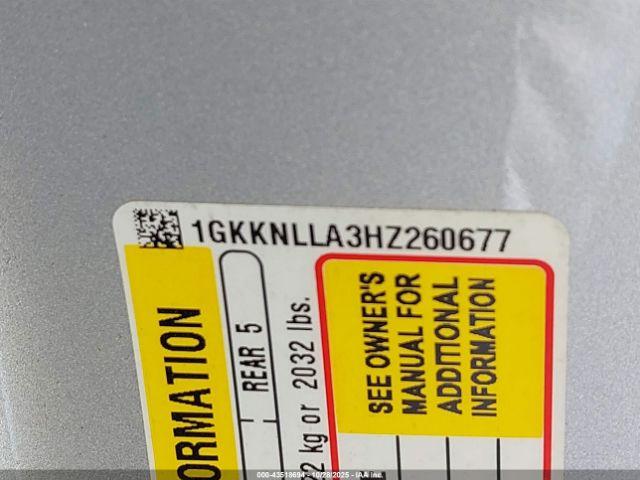 1GKKNLLA3HZ260677
ORMATION
REAR 5
2 kg or 2032 lbs.
SEE OWNER'S
MANUAL FOR
ADDITIONAL
INFORMATION
000-43518694 - 10/28/2025 - IAA Inc.